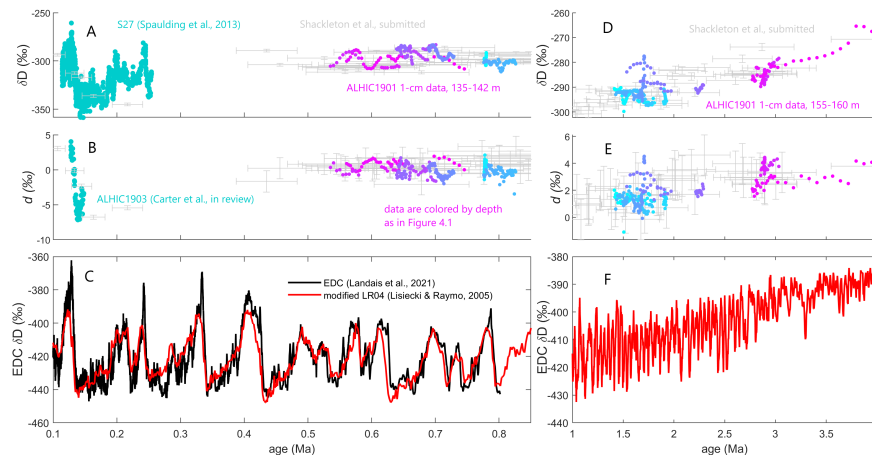 S27 (Spaulding et al., 2013)
Shackleton et al., submitted
A
ALHIC1901 1-cm data, 135-142 m
δD (‰)
-250
-300
-350
B
ALHIC1903 (Carter et al., in review)
data are colored by depth
as in Figure 4.1
d (‰)
5
0
-5
-10
C
EDC (Landais et al., 2021)
modified LR04 (Lisiecki & Raymo, 2005)
EDC δD (‰)
-360
-380
-400
-420
-440
-460
0.1
0.2
0.3
0.4
0.5
0.6
0.7
0.8
age (Ma)
D
Shackleton et al., submitted
ALHIC1901 1-cm data, 155-160 m
δD (‰)
-260
-270
-280
-290
-300
E
d (‰)
6
4
2
0
F
EDC δD (‰)
-380
-400
-420
-440
1
1.5
2
2.5
3
3.5
age (Ma)